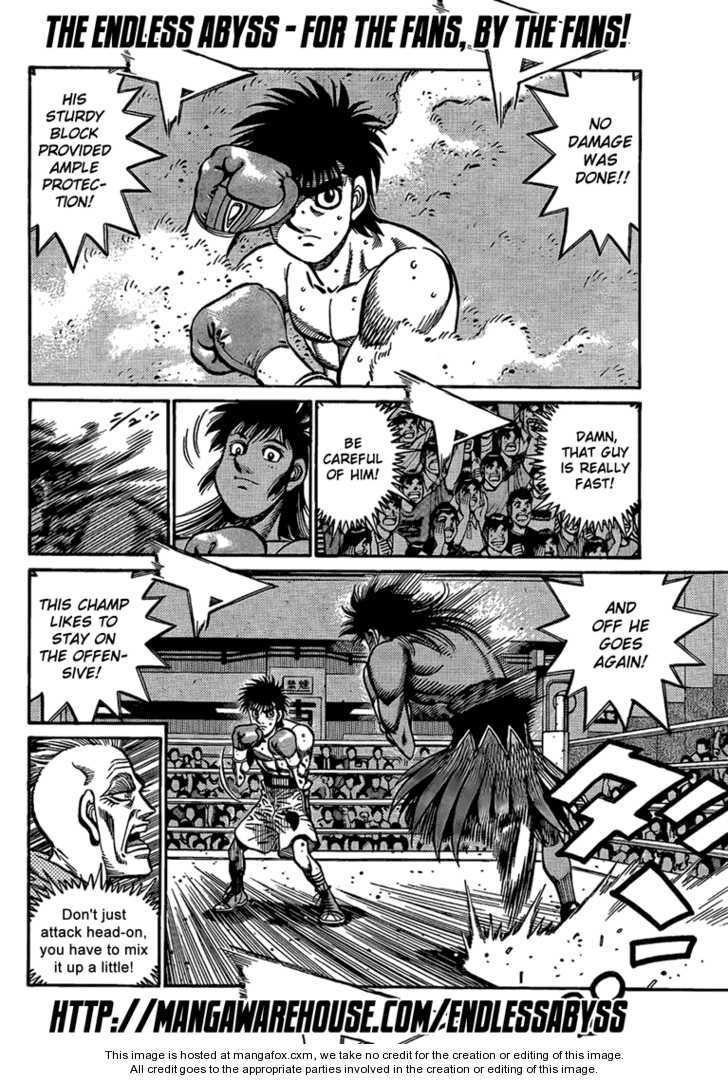 THE ENDLESS ABYSS - FOR THE FANS, BY THE FANS!
NO
DAMAGE
WAS
DONE!!
HIS
STURDY
BLOCK
PROVIDED
AMPLE
PROTEC-
TION!
DAMN,
THAT GUY
IS REALLY
FAST!
BE
CAREFUL
OF HIM!
AND
OFF HE
GOES
AGAIN!
THIS CHAMP
LIKES TO
STAY ON
THE OFFEN-
SIVE!
禁煙
Don't just
attack head-on,
you have to mix
it up a little!
HTTP://MANGAWAREHOUSE.COM/ENDLESSABYSS
This image is hosted at mangafox.cxm, we take no credit for the creation or editing of this image.
All credit goes to the appropriate parties involved in the creation or editing of this image.